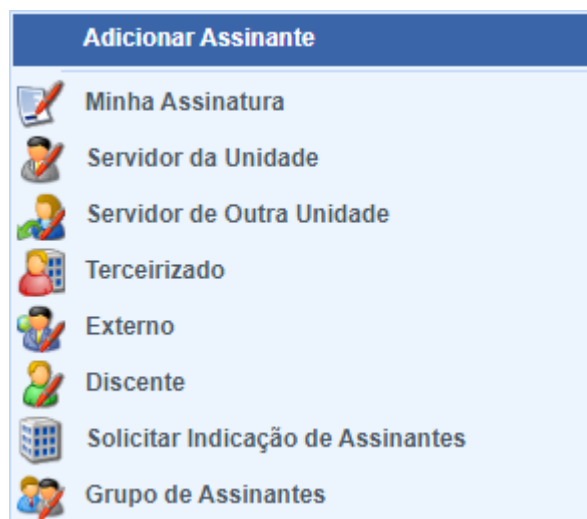 Adicionar Assinante
Minha Assinatura
Servidor da Unidade
Servidor de Outra Unidade
Terceirizado
Externo
Discente
Solicitar Indicação de Assinantes
Grupo de Assinantes